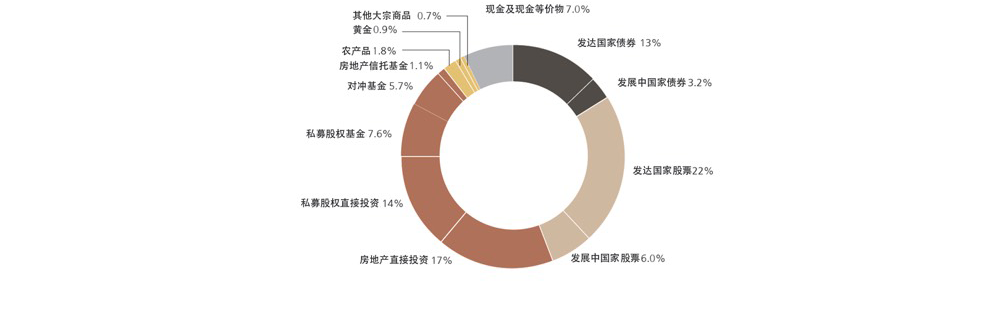 现金及现金等价物 7.0%
其他大宗商品 0.7%
黄金 0.9%
发达国家债券 13%
农产品 1.8%
房地产信托基金 1.1%
发展中国家债券 3.2%
对冲基金 5.7%
私募股权基金 7.6%
发达国家股票 22%
私募股权直接投资 14%
发展中国家股票 6.0%
房地产直接投资 17%